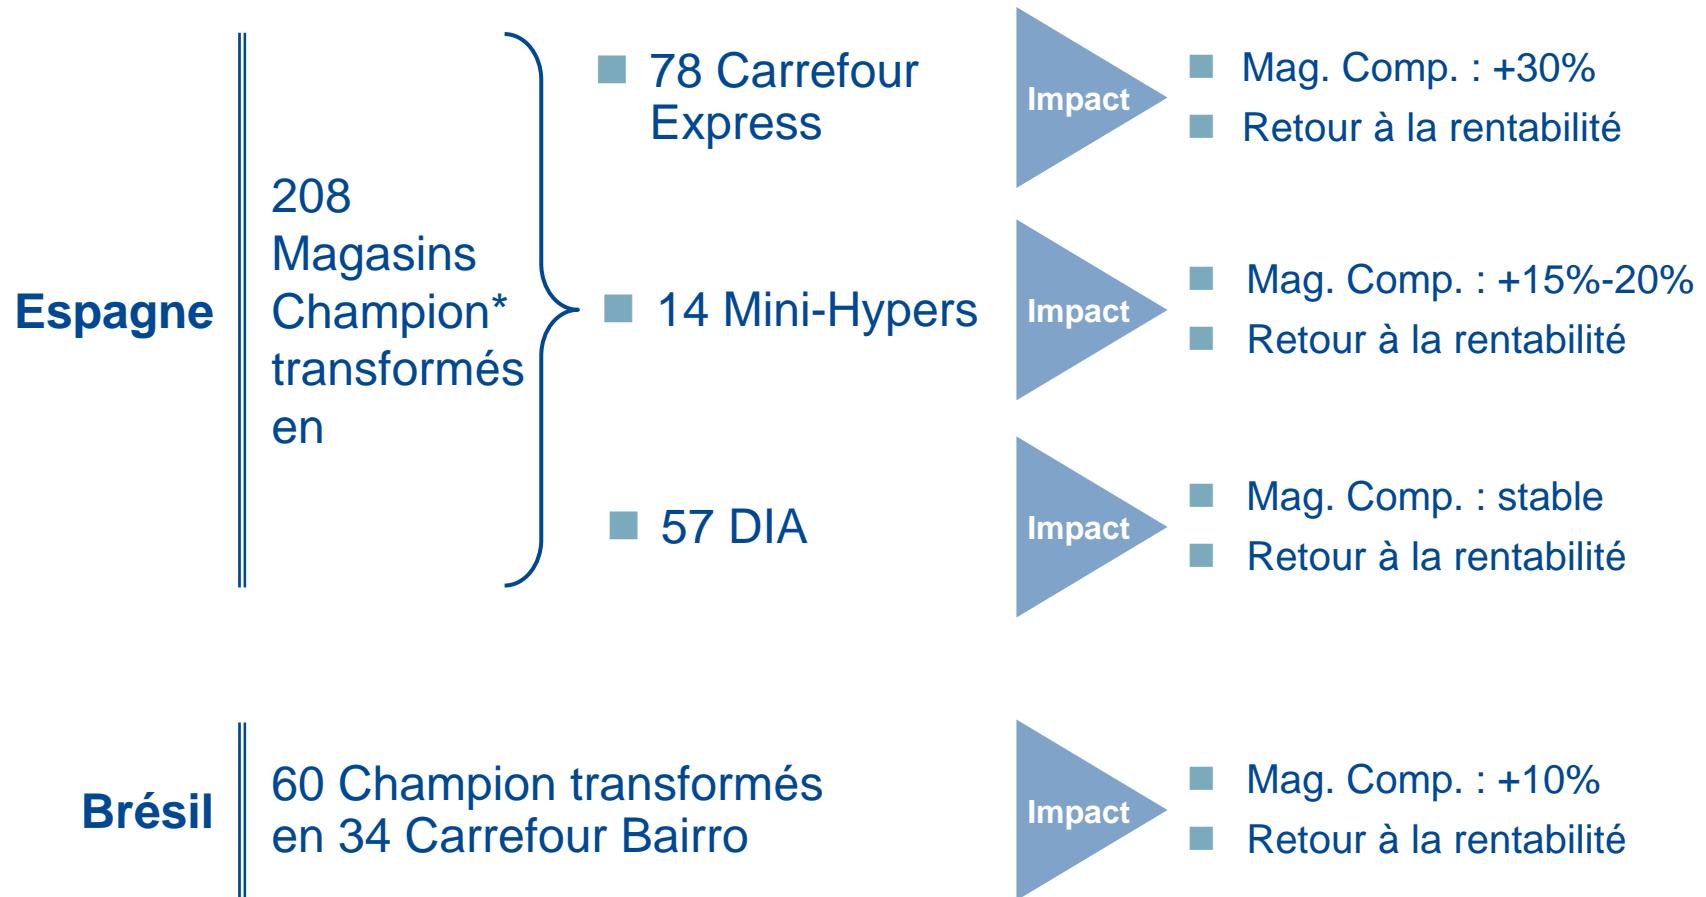 Espagne
208
Magasins
Champion*
transformés
en
78 Carrefour
Express
Impact
Mag. Comp. : +30%
Retour à la rentabilité
14 Mini-Hypers
Impact
Mag. Comp. : +15%-20%
Retour à la rentabilité
57 DIA
Impact
Mag. Comp. : stable
Retour à la rentabilité
Brésil
60 Champion transformés
en 34 Carrefour Bairro
Impact
Mag. Comp. : +10%
Retour à la rentabilité